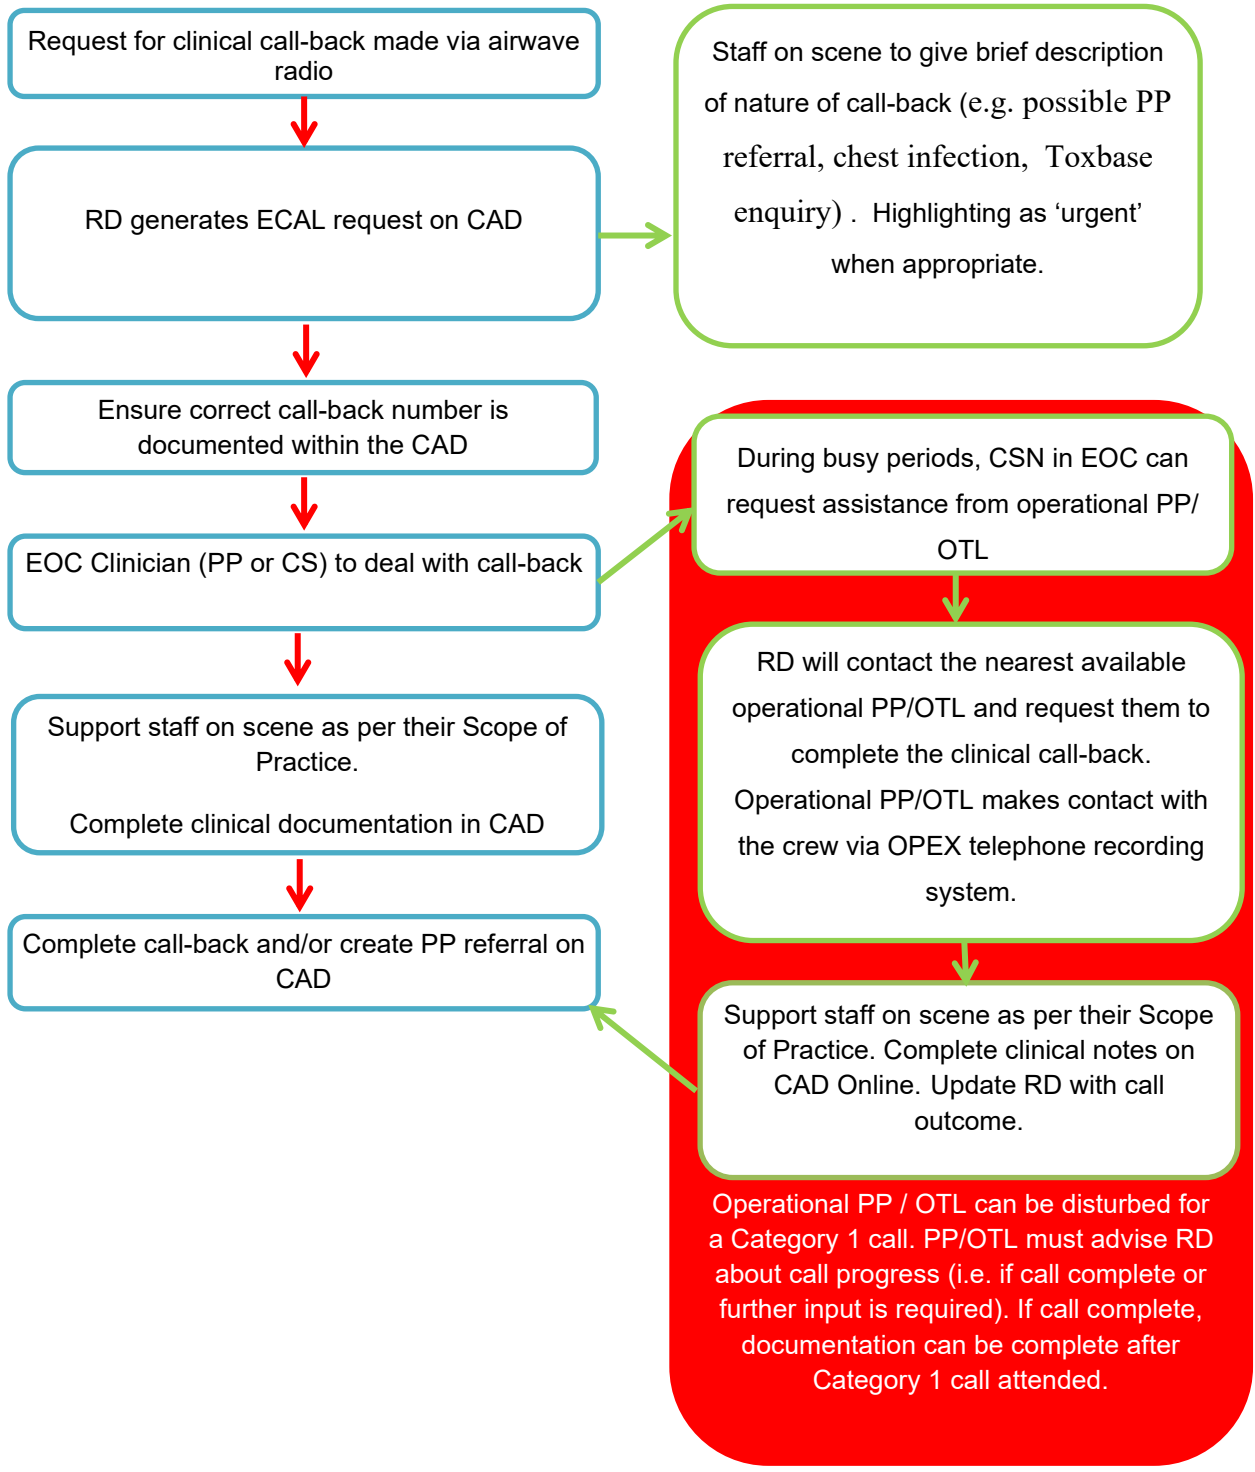 Request for clinical call-back made via airwave
radio
RD generates ECAL request on CAD
Staff on scene to give brief description
of nature of call-back (e.g. possible PP
referral, chest infection, Toxbase
enquiry) . Highlighting as ‘urgent’
when appropriate.
Ensure correct call-back number is
documented within the CAD
EOC Clinician (PP or CS) to deal with call-back
During busy periods, CSN in EOC can
request assistance from operational PP/
OTL
RD will contact the nearest available
operational PP/OTL and request them to
complete the clinical call-back.
Operational PP/OTL makes contact with
the crew via OPEX telephone recording
system.
Support staff on scene as per their Scope of
Practice.
Complete clinical documentation in CAD
Support staff on scene as per their Scope
of Practice. Complete clinical notes on
CAD Online. Update RD with call
outcome.
Complete call-back and/or create PP referral on
CAD
Operational PP / OTL can be disturbed for
a Category 1 call. PP/OTL must advise RD
about call progress (i.e. if call complete or
further input is required). If call complete,
documentation can be complete after
Category 1 call attended.